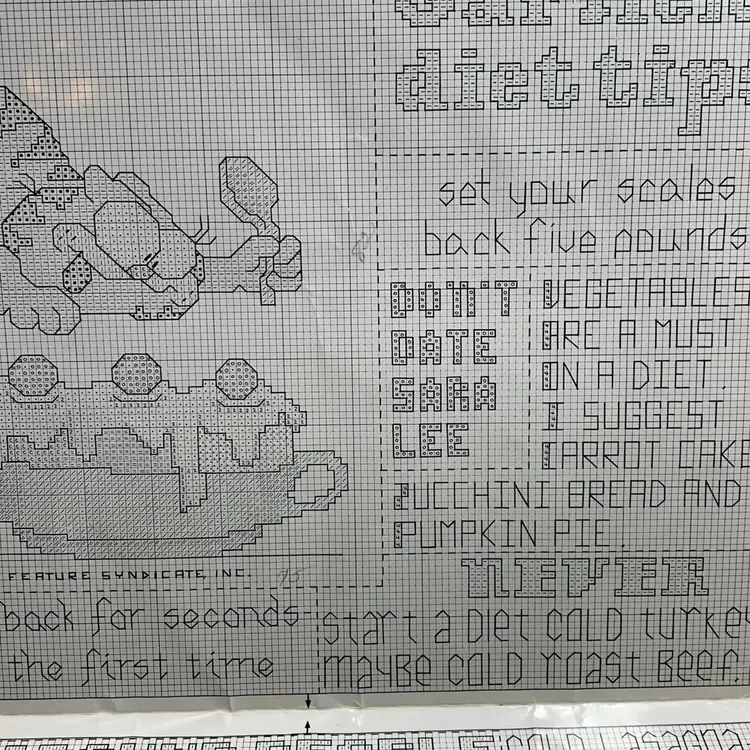 diet tips
set your scales
back five pounds
DON'T
DATE
SARA
LEE
VEGETABLES
ARE A MUST
ON A DIET.
I SUGGEST
CARROT CAKE
ZUCCHINI BREAD AND
PUMPKIN PIE.
FEATURE SYNDICATE, INC.
back for seconds
the first time
NEVER
start a Diet COLD turkey
mayBe COLD roast Beef.